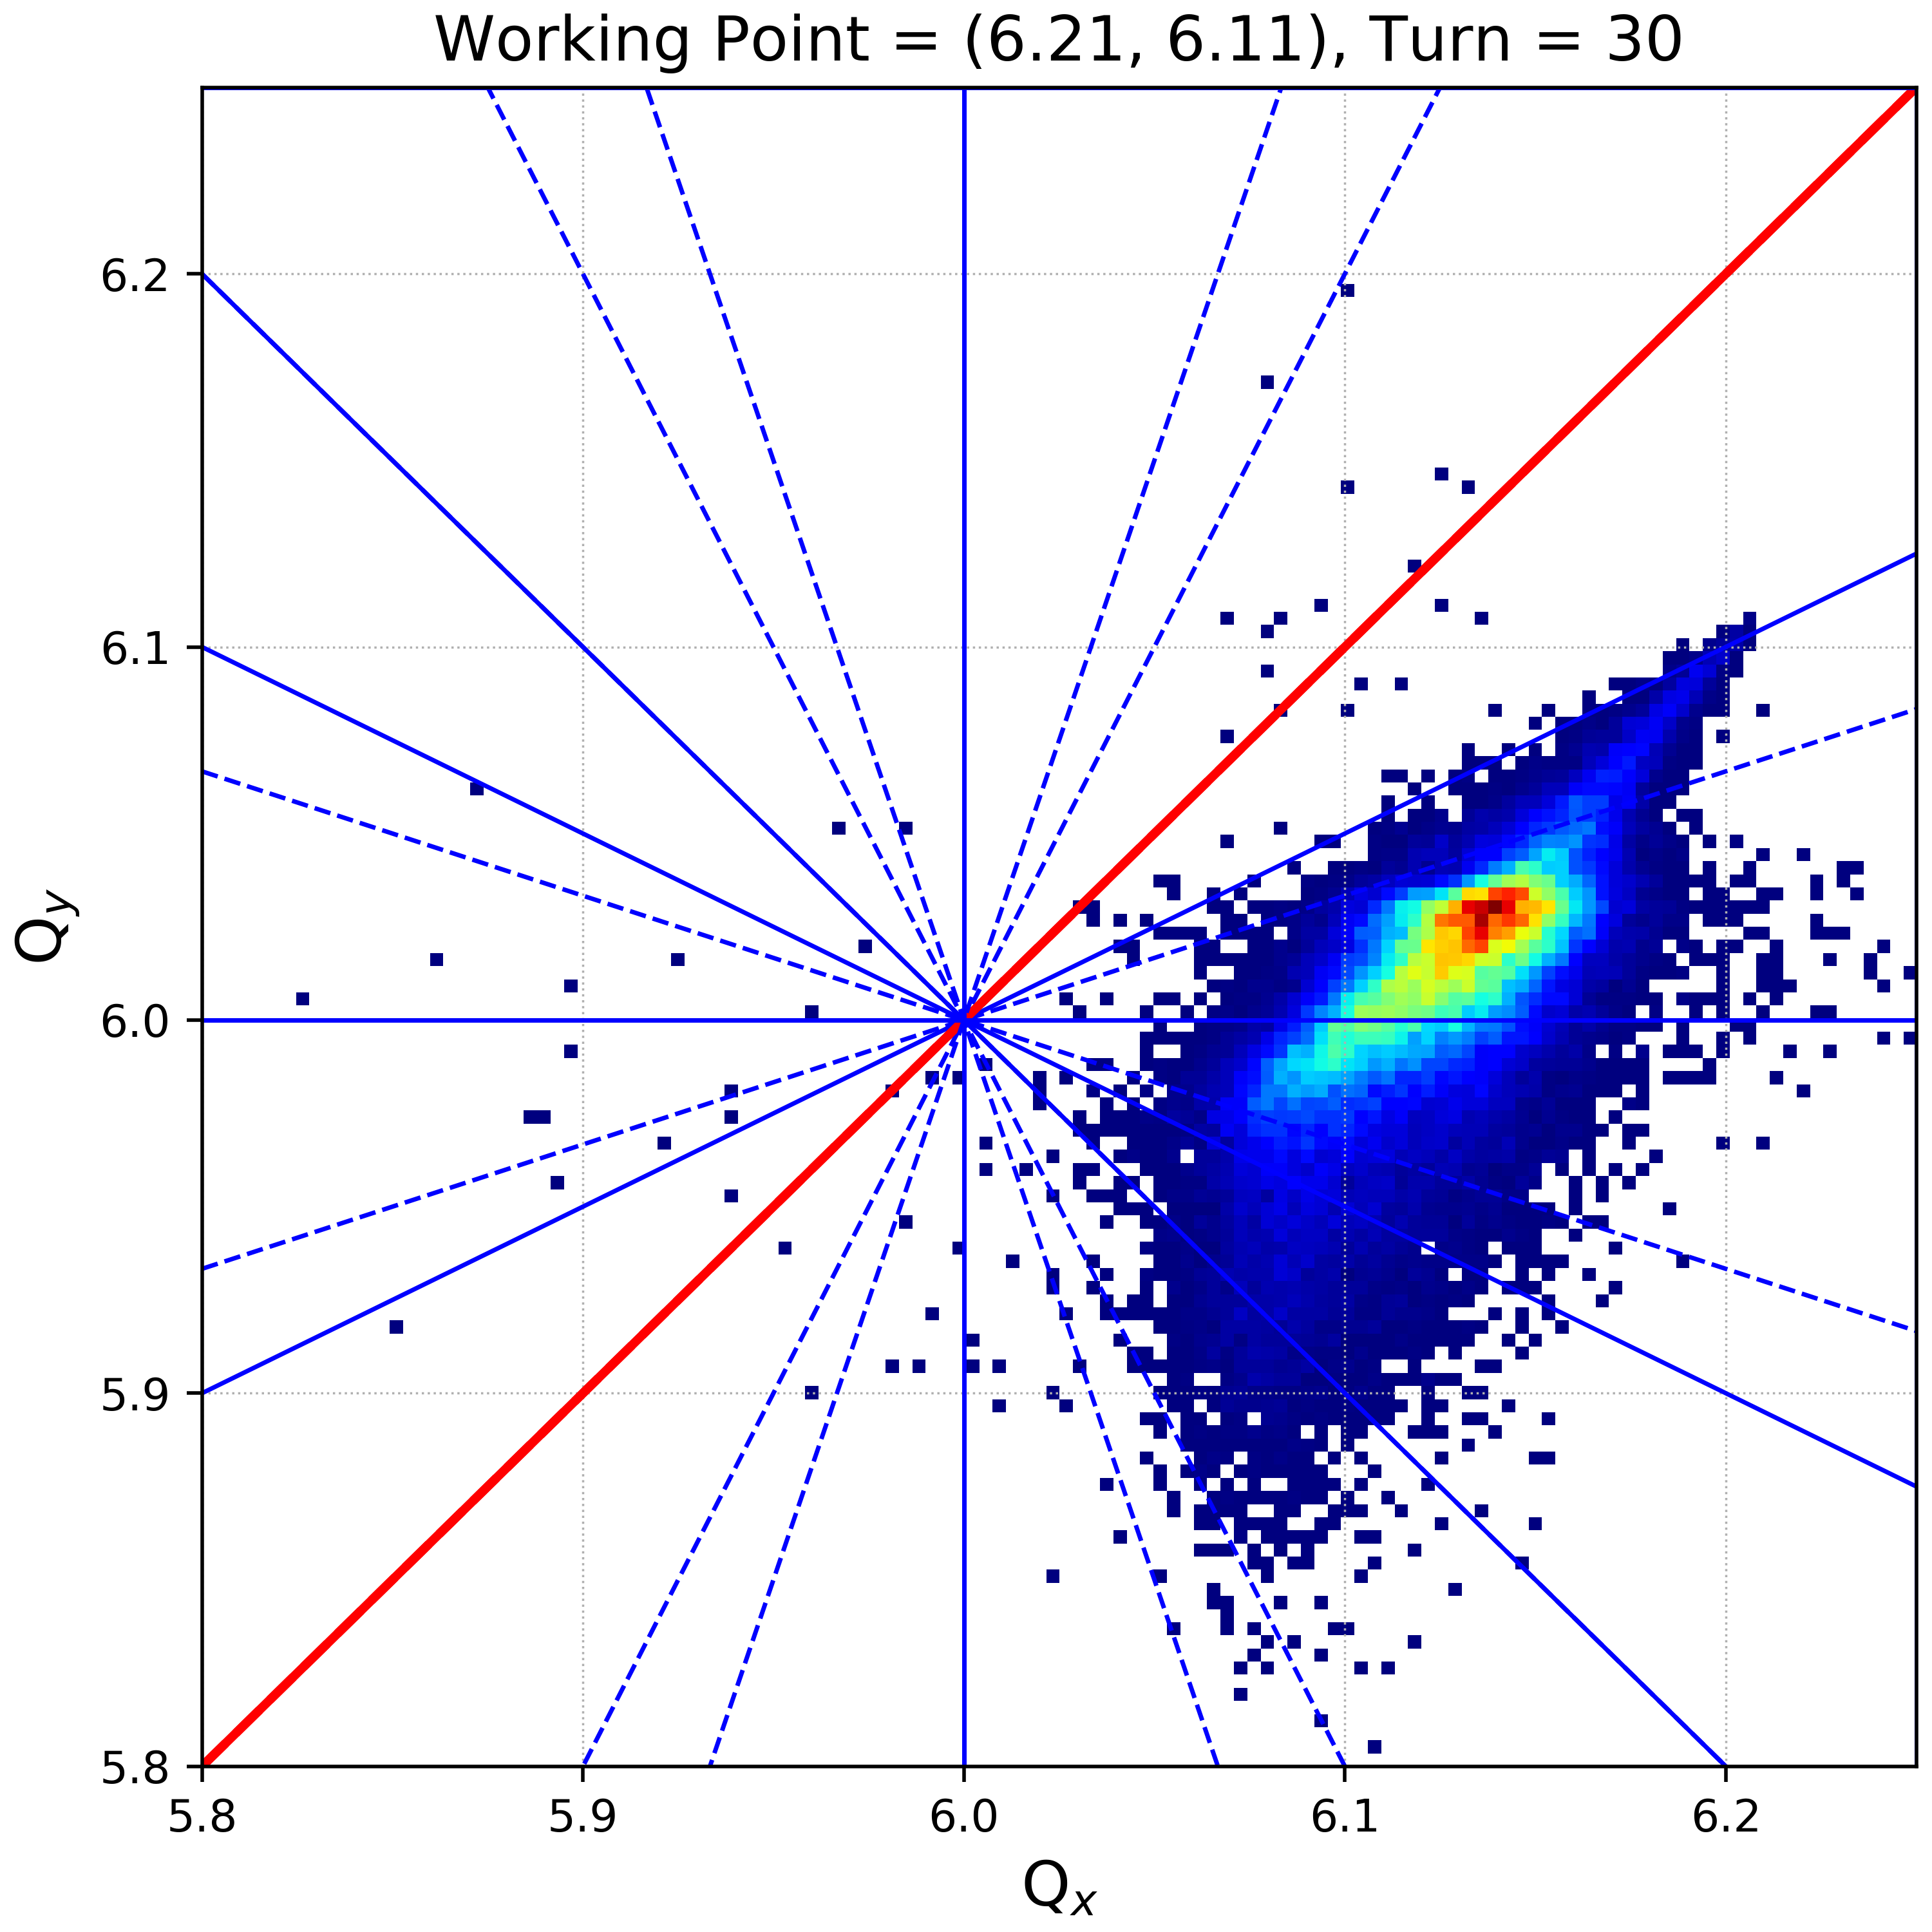 Working Point = (6.21, 6.11), Turn = 30
6.2
6.1
6.0
5.9
5.8
Qy
5.8 5.9 6.0 6.1 6.2
Qx